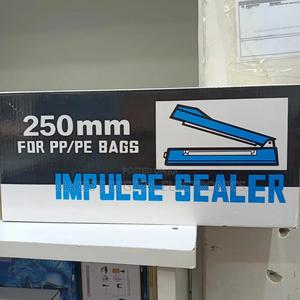 250mm
FOR PP/PE BAGS
IMPULSE SEALER